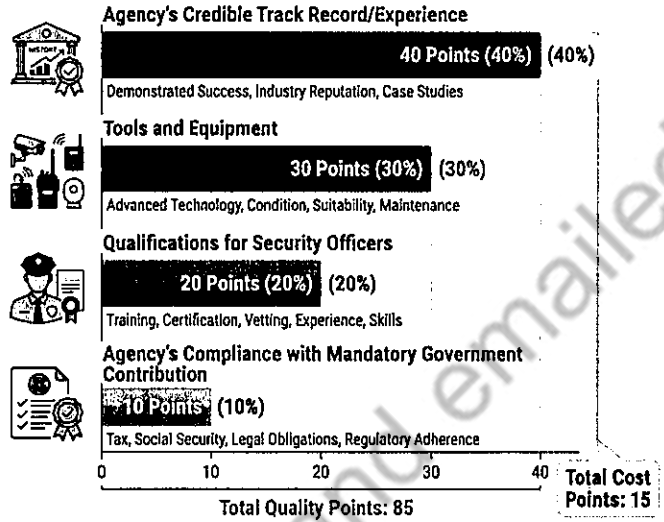 Agency's Credible Track Record/Experience
HISTORY
40 Points (40%) (40%)
Demonstrated Success, Industry Reputation, Case Studies
Tools and Equipment
30 Points (30%) (30%)
Advanced Technology, Condition, Suitability, Maintenance
Qualifications for Security Officers
20 Points (20%) (20%)
Training, Certification, Vetting, Experience, Skills
Agency's Compliance with Mandatory Government
Contribution
10 Points (10%)
Tax, Social Security, Legal Obligations, Regulatory Adherence
0 10 20 30 40
Total Quality Points: 85
Total Cost
Points: 15
and emailed